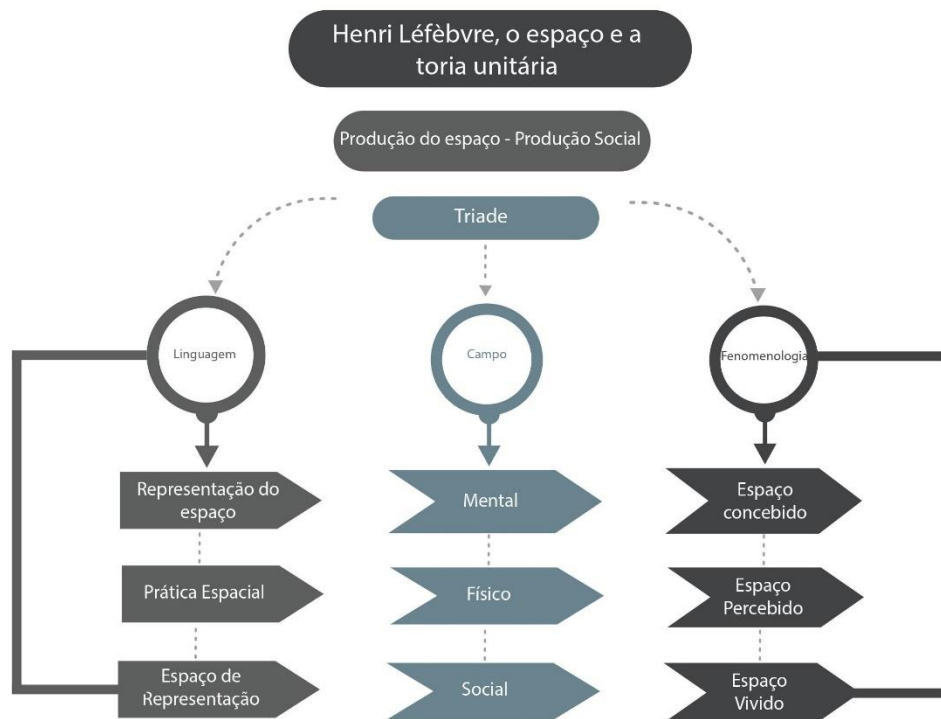 Henri Léfèbvre, o espaço e a
toria unitária
Produção do espaço - Produção Social
Triade
Linguagem
Campo
Fenomenologia
Representação do
espaço
Mental
Espaço
concebido
Prática Espacial
Físico
Espaço
Percebido
Espaço de
Representação
Social
Espaço
Vivido